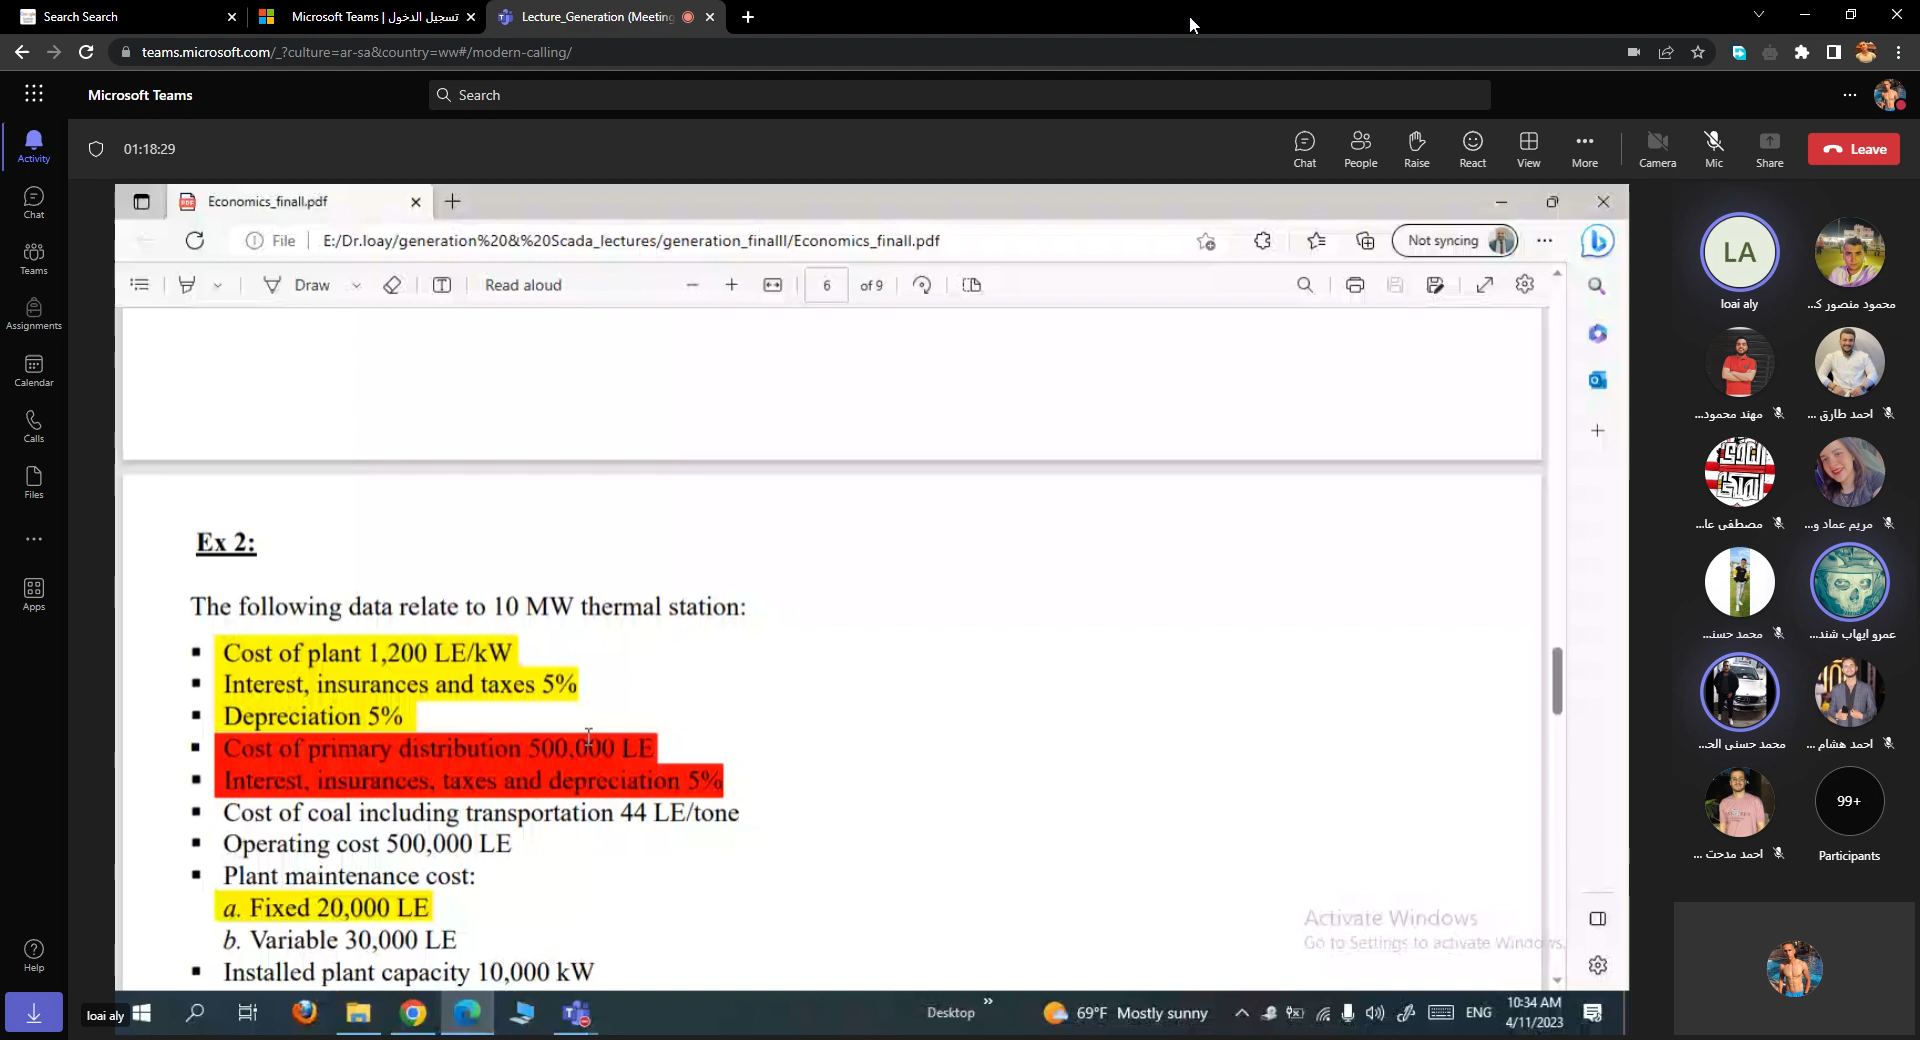 Search Search
Microsoft Teams | تسجيل الدخول
Lecture_Generation (Meeting
teams.microsoft.com/_?culture=ar-sa&country=ww#/modern-calling/
Microsoft Teams
Search
01:18:29
Chat
People
Raise
React
View
More
Camera
Mic
Share
Leave
Activity
Chat
Teams
Assignments
Calendar
Calls
Files
Apps
Help
Economics_finall.pdf
File
E:/Dr.loay/generation%20&%20Scada_lectures/generation_finalll/Economics_finall.pdf
Not syncing
Draw
Read aloud
6 of 9
Ex 2:
The following data relate to 10 MW thermal station:
▪ Cost of plant 1,200 LE/kW
▪ Interest, insurances and taxes 5%
▪ Depreciation 5%
▪ Cost of primary distribution 500,000 LE
▪ Interest, insurances, taxes and depreciation 5%
▪ Cost of coal including transportation 44 LE/tone
▪ Operating cost 500,000 LE
▪ Plant maintenance cost:
a. Fixed 20,000 LE
b. Variable 30,000 LE
▪ Installed plant capacity 10,000 kW
Activate Windows
Go to Settings to activate Windows.
LA
loai aly
محمود منصور ك...
مهند محمود...
احمد طارق ...
مصطفى عا...
مريم عماد و...
محمد حسن...
عمرو ايهاب شند...
محمد حسنى الح...
احمد هشام ...
احمد مدحت ...
99+
Participants
loai aly
Desktop
69°F Mostly sunny
ENG
10:34 AM
4/11/2023